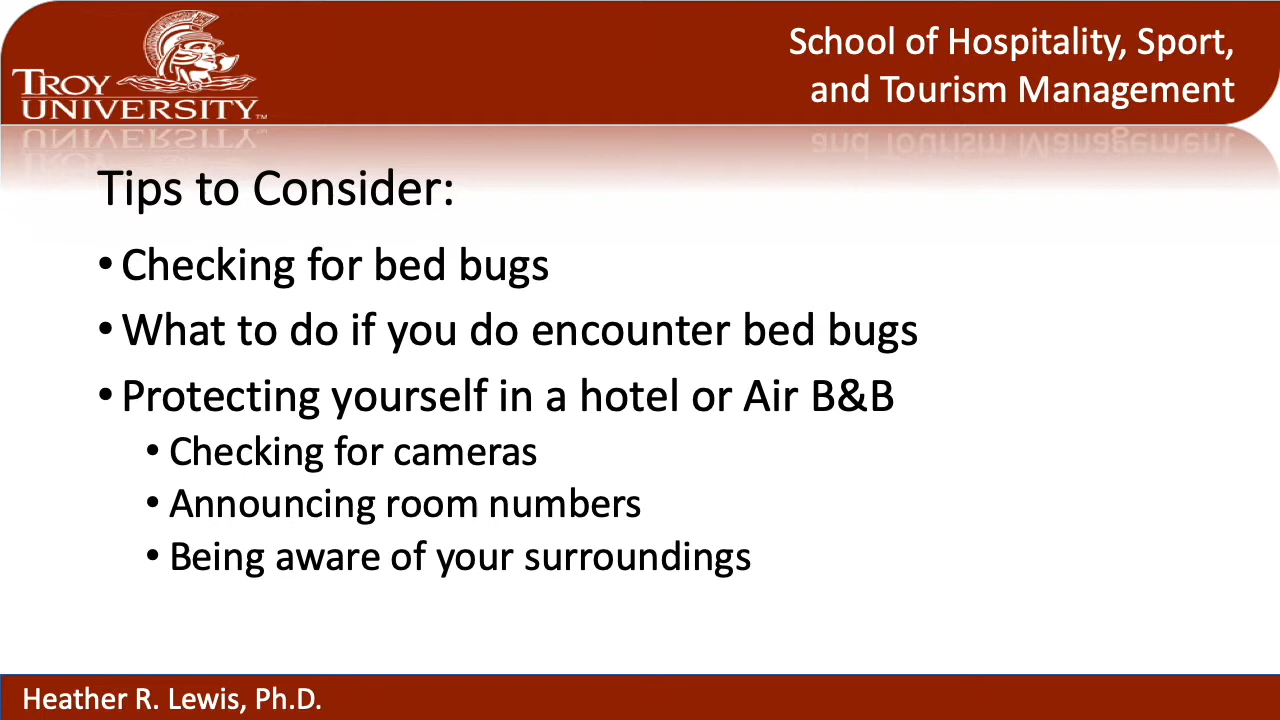 TROY
UNIVERSITY™
School of Hospitality, Sport,
and Tourism Management
Tips to Consider:
• Checking for bed bugs
• What to do if you do encounter bed bugs
• Protecting yourself in a hotel or Air B&B
• Checking for cameras
• Announcing room numbers
• Being aware of your surroundings
Heather R. Lewis, Ph.D.